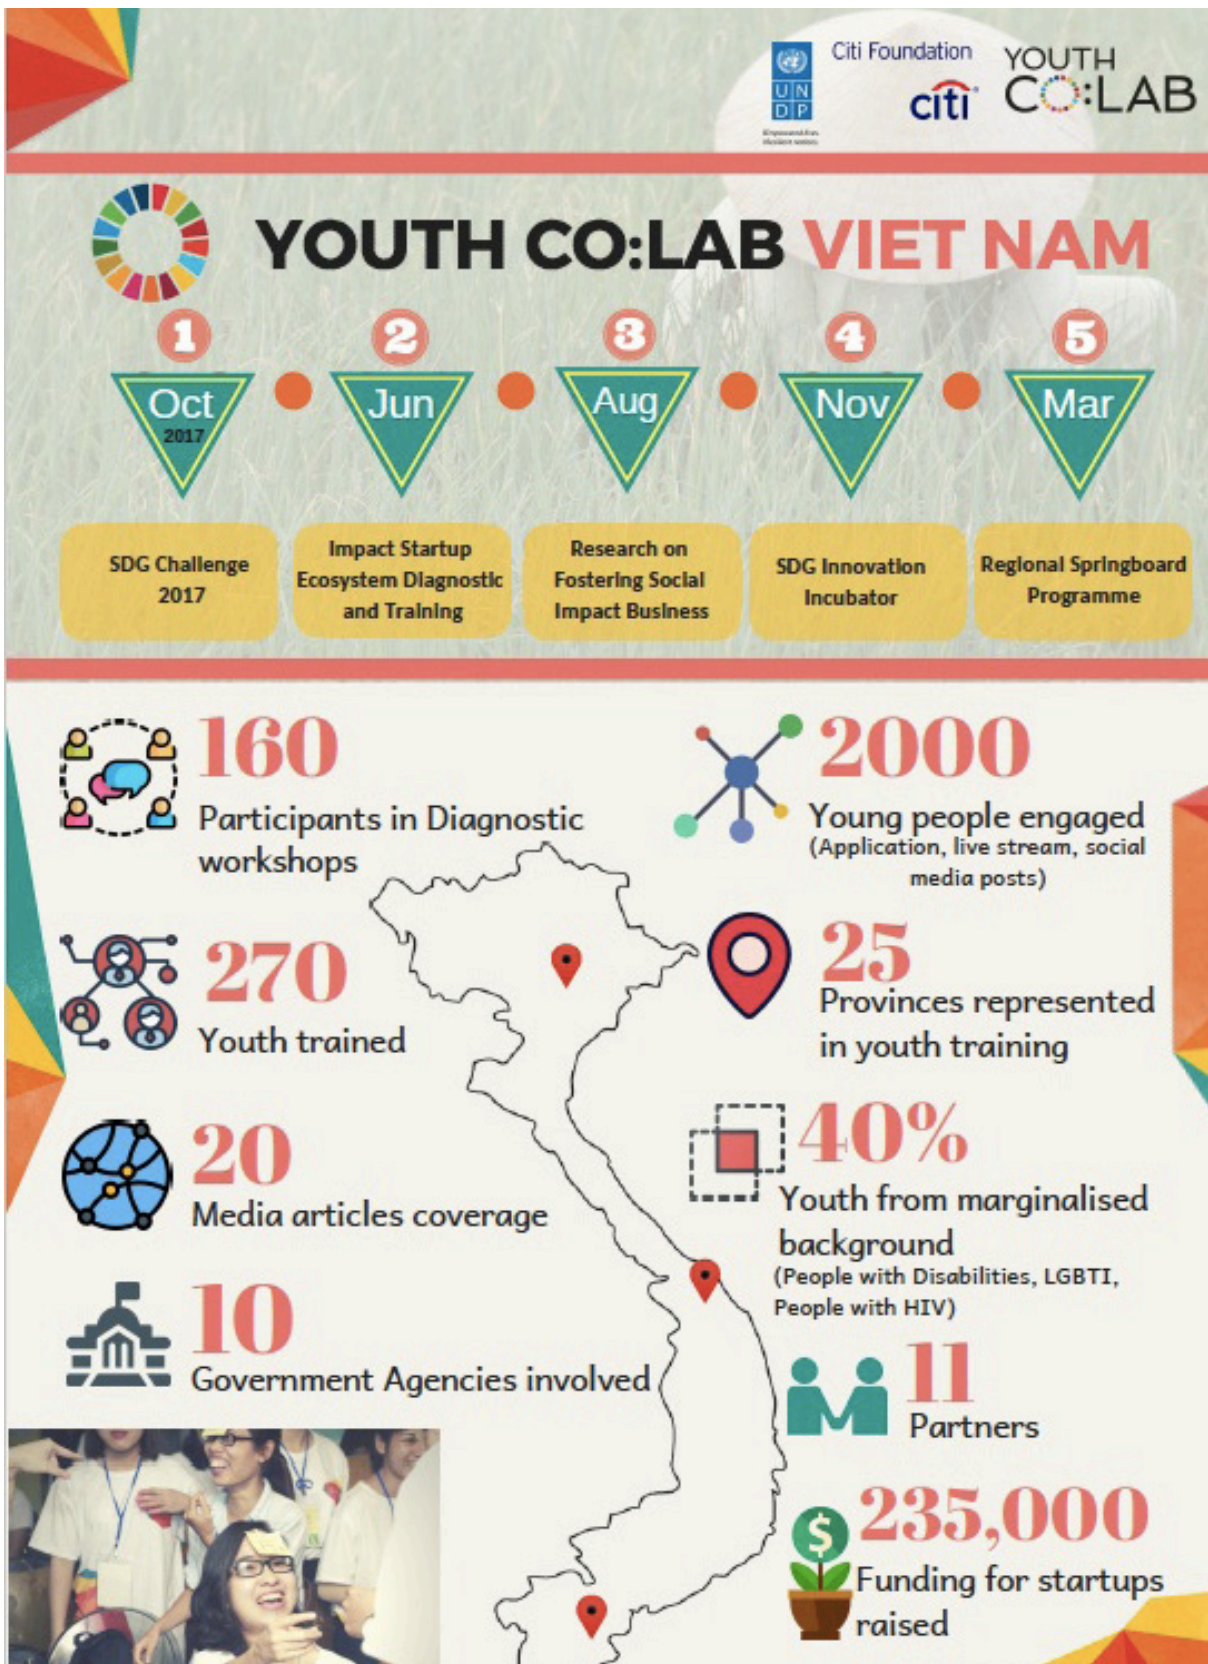 Citi Foundation
citi
YOUTH
CO:LAB
U N
D P
YOUTH CO:LAB VIET NAM
1
2
3
4
5
Oct
2017
Jun
Aug
Nov
Mar
SDG Challenge
2017
Impact Startup
Ecosystem Diagnostic
and Training
Research on
Fostering Social
Impact Business
SDG Innovation
Incubator
Regional Springboard
Programme
160
Participants in Diagnostic
workshops
2000
Young people engaged
(Application, live stream, social
media posts)
270
Youth trained
25
Provinces represented
in youth training
20
Media articles coverage
40%
Youth from marginalised
background
(People with Disabilities, LGBTI,
People with HIV)
10
Government Agencies involved
11
Partners
$
235,000
Funding for startups
raised